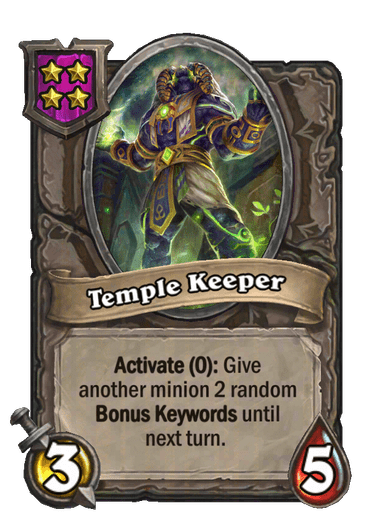 Temple Keeper
Activate (0): Give
another minion 2 random
Bonus Keywords until
next turn.
3
5